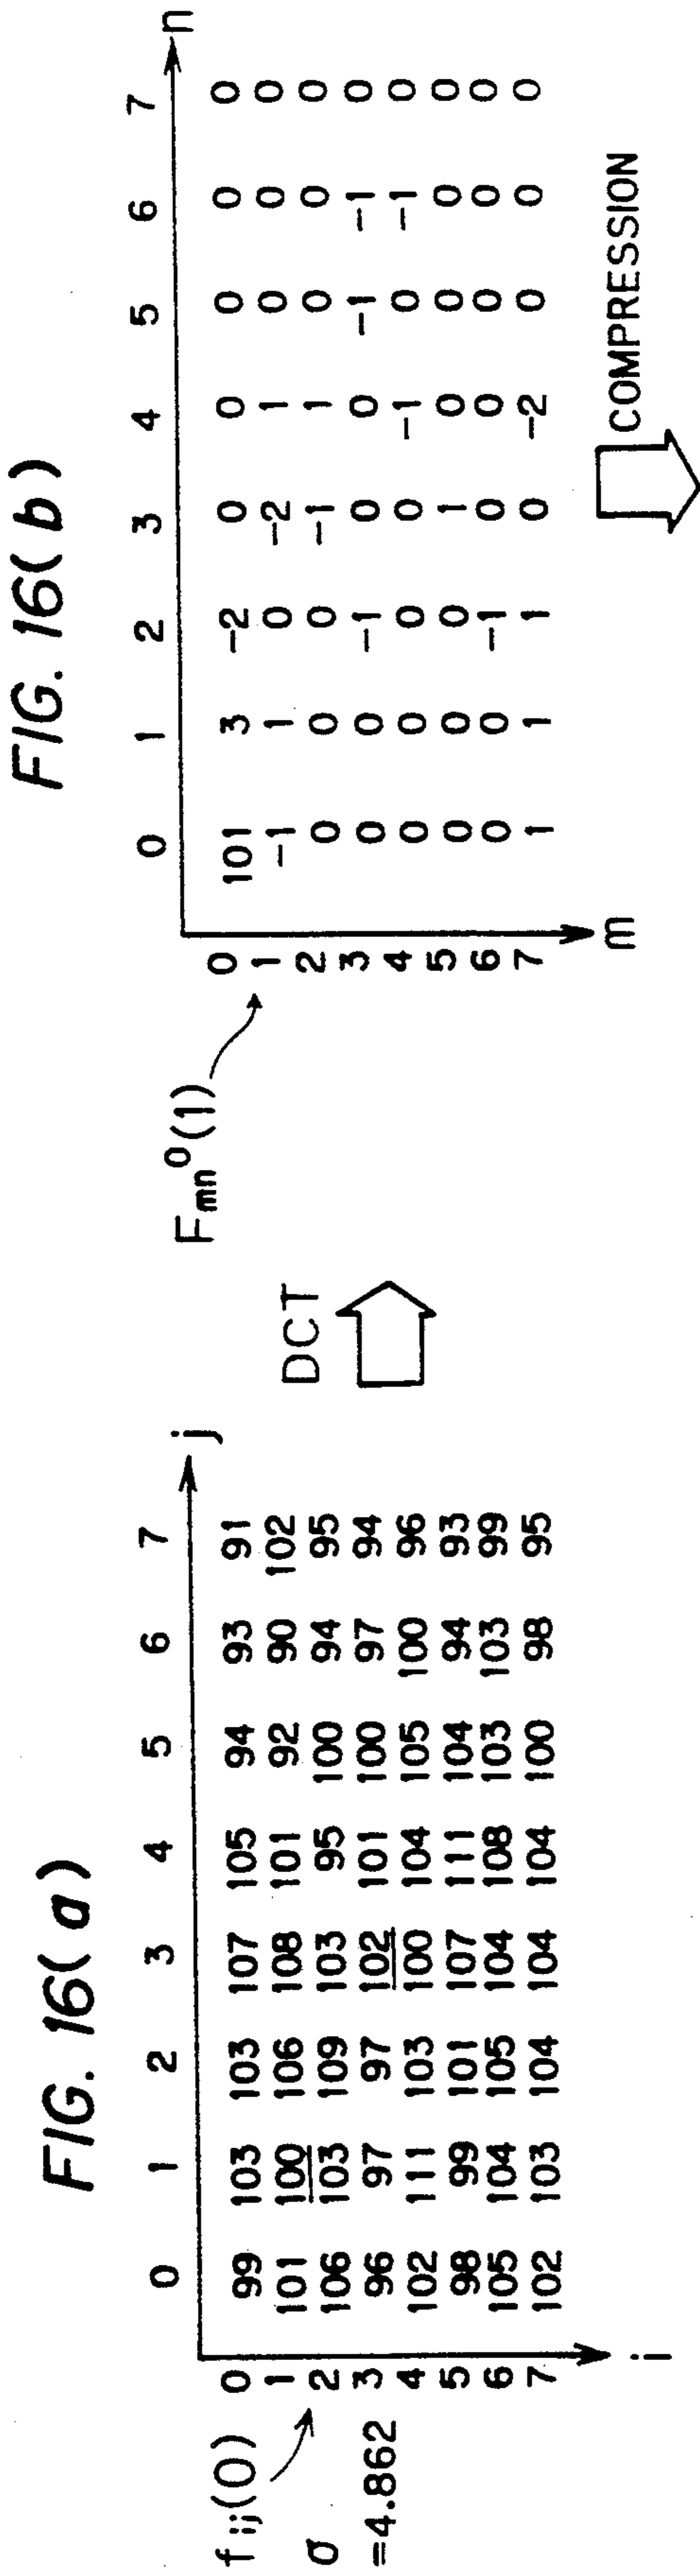 FIG. 16(a)
0 1 2 3 4 5 6 7 j
f ij(0)
σ
=4.862
0 99 103 103 107 105 94 93 91
1 101 100 106 108 101 92 90 102
2 106 103 109 103 95 100 94 95
3 96 97 97 102 101 100 97 94
4 102 111 103 100 104 105 100 96
5 98 99 101 107 111 104 94 93
6 105 104 105 104 108 103 103 99
7 102 103 104 104 104 100 98 95
i
DCT
FIG. 16(b)
0 1 2 3 4 5 6 7 n
Fmn⁰(1)
0 101 3 -2 0 0 0 0 0
1 -1 1 0 -2 1 0 0 0
2 0 0 0 -1 1 0 0 0
3 0 0 -1 0 0 -1 -1 0
4 0 0 0 0 -1 0 -1 0
5 0 0 0 1 0 0 0 0
6 0 0 -1 0 0 0 0 0
7 1 1 1 0 -2 0 0 0
m
COMPRESSION